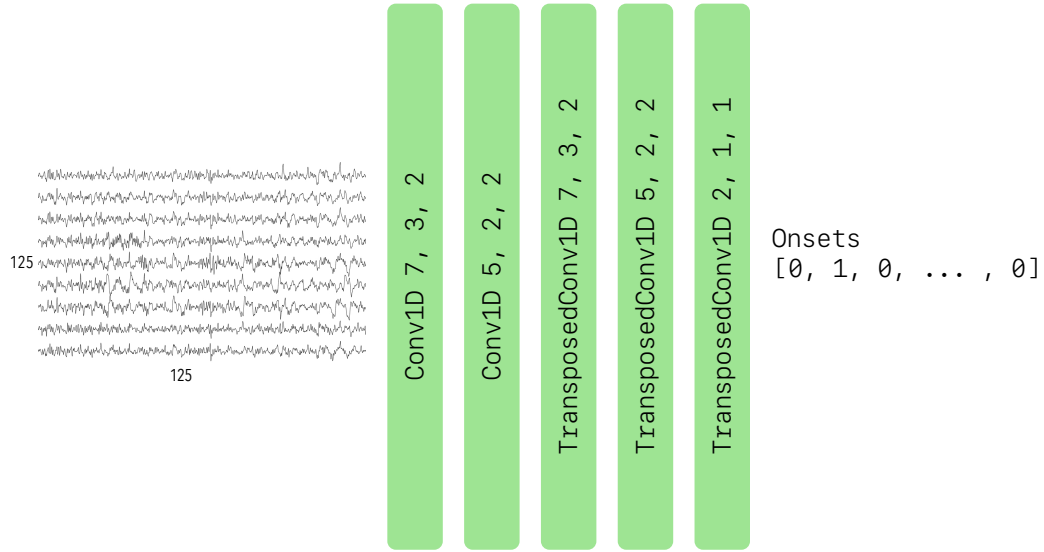 125
125
Conv1D 7, 3, 2
Conv1D 5, 2, 2
TransposedConv1D 7, 3, 2
TransposedConv1D 5, 2, 2
TransposedConv1D 2, 1, 1
Onsets
[0, 1, 0, ... , 0]